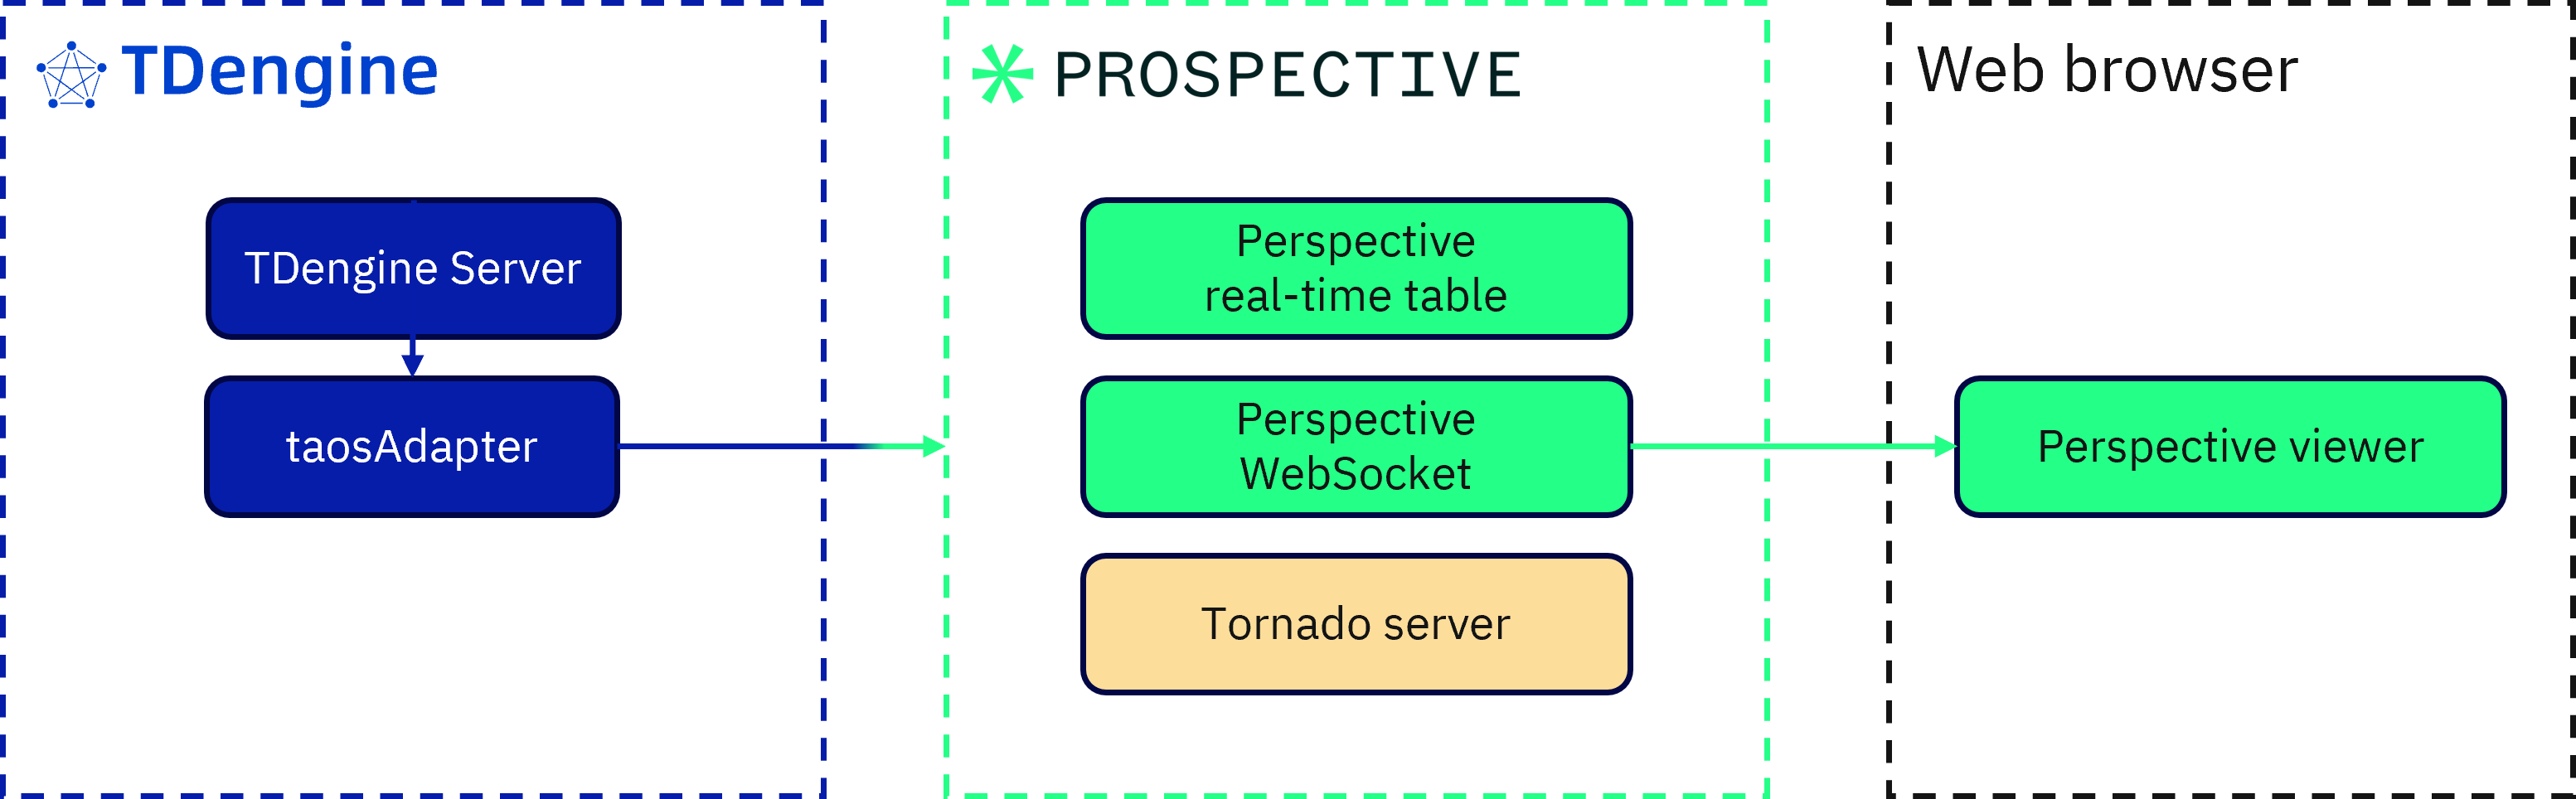 TDengine
TDengine Server
taosAdapter
PROSPECTIVE
Perspective
real-time table
Perspective
WebSocket
Tornado server
Web browser
Perspective viewer